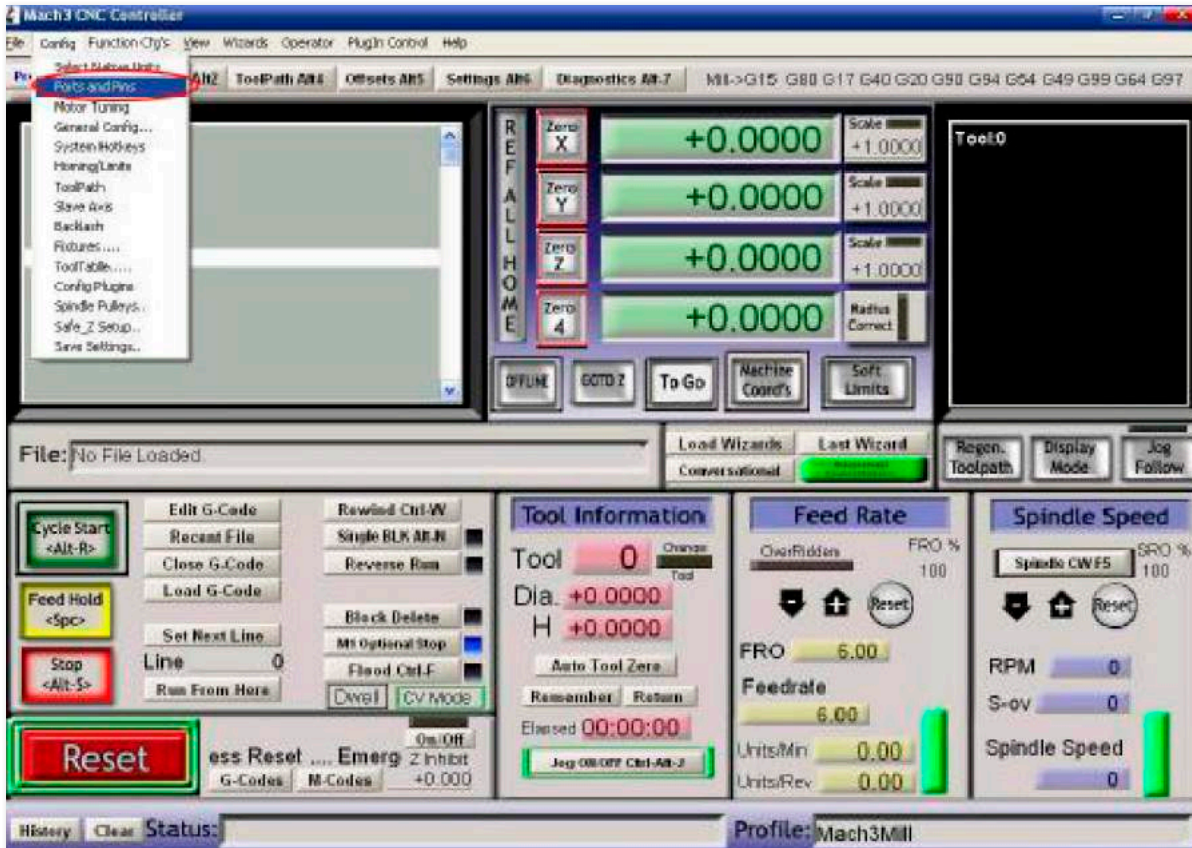 Mach3 CNC Controller
File Config Function Cfg's View Wizards Operator PlugIn Control Help
Select Native Units
Ports and Pins
Motor Tuning
General Config...
System Hotkeys
Homing/Limits
ToolPath
Slave Axis
Backlash
Fixtures.....
ToolTable.....
Config Plugins
Spindle Pulleys..
Safe_Z Setup..
Save Settings..
Alt2 ToolPath Alt4 Offsets Alt5 Settings Alt6 Diagnostics Alt-7
Mill->G15 G80 G17 G40 G20 G90 G94 G54 G49 G99 G64 G97
REF ALL HOME
Zero X +0.0000 Scale +1.0000
Zero Y +0.0000 Scale +1.0000
Zero Z +0.0000 Scale +1.0000
Zero 4 +0.0000 Radius Correct
OFFLINE GOTO Z To Go Machine Coord's Soft Limits
Tool:0
File: No File Loaded.
Load Wizards Last Wizard
Conversational
Regen. Toolpath Display Mode Jog Follow
Cycle Start <Alt-R>
Feed Hold <Spc>
Stop <Alt-S>
Edit G-Code
Recent File
Close G-Code
Load G-Code
Set Next Line
Line 0
Run From Here
Rewind Ctrl-W
Single BLK Alt-N
Reverse Run
Block Delete
M1 Optional Stop
Flood Ctrl-F
Dwell CV Mode
Reset
ess Reset .... Emerg
G-Codes M-Codes
On/Off
Z Inhibit
+0.000
Tool Information
Tool 0 Change Tool
Dia. +0.0000
H +0.0000
Auto Tool Zero
Remember Return
Elapsed 00:00:00
Jog ON/OFF Ctrl-Alt-J
Feed Rate
OverRidden FRO % 100
Reset
FRO 6.00
Feedrate
6.00
Units/Min 0.00
Units/Rev 0.00
Spindle Speed
Spindle CW F5 SRO % 100
Reset
RPM 0
S-ov 0
Spindle Speed
0
History Clear Status:
Profile: Mach3Mill